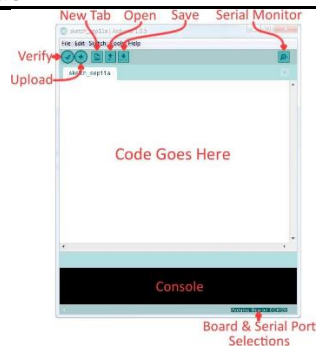 New Tab Open Save Serial Monitor
File Edit Sketch Tools Help
Verify
Upload
sketch_sep11a
Code Goes Here
Console
Board & Serial Port
Selections